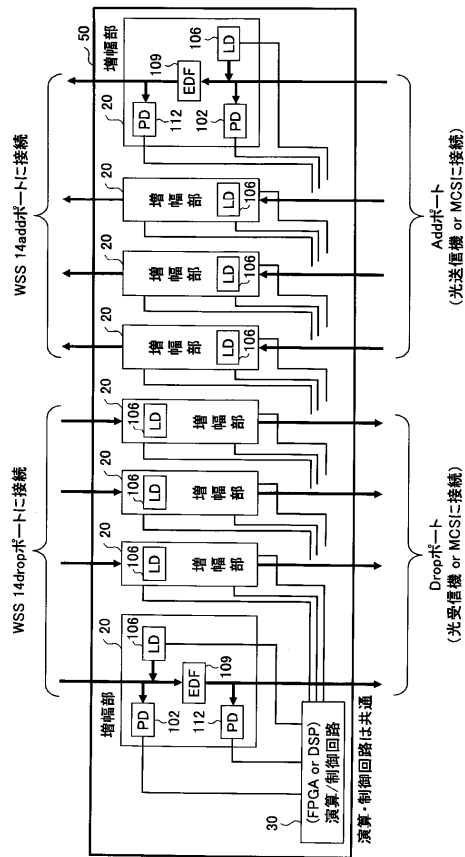 WSS 14dropポートに接続
WSS 14addポートに接続
50
増幅部
20
106
LD
PD
102
EDF
109
PD
112
20
106
LD
増幅部
20
106
LD
増幅部
20
106
LD
増幅部
20
増幅部
LD
106
20
増幅部
LD
106
20
増幅部
LD
106
20
増幅部
PD
112
109
EDF
106
LD
102
PD
30
(FPGA or DSP)
演算/制御回路
演算・制御回路は共通
Dropポート
(光受信機 or MCSに接続)
Addポート
(光送信機 or MCSに接続)